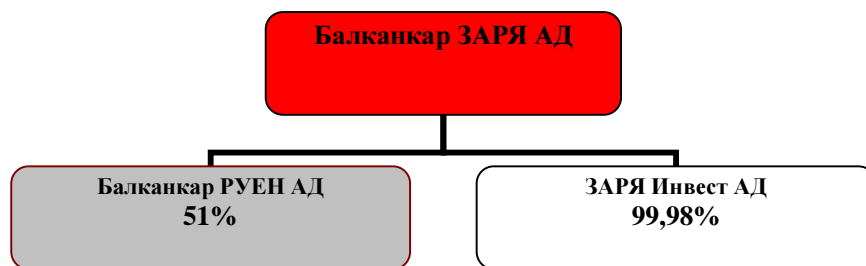 Балканкар ЗАРЯ АД
Балканкар РУЕН АД
51%
ЗАРЯ Инвест АД
99,98%